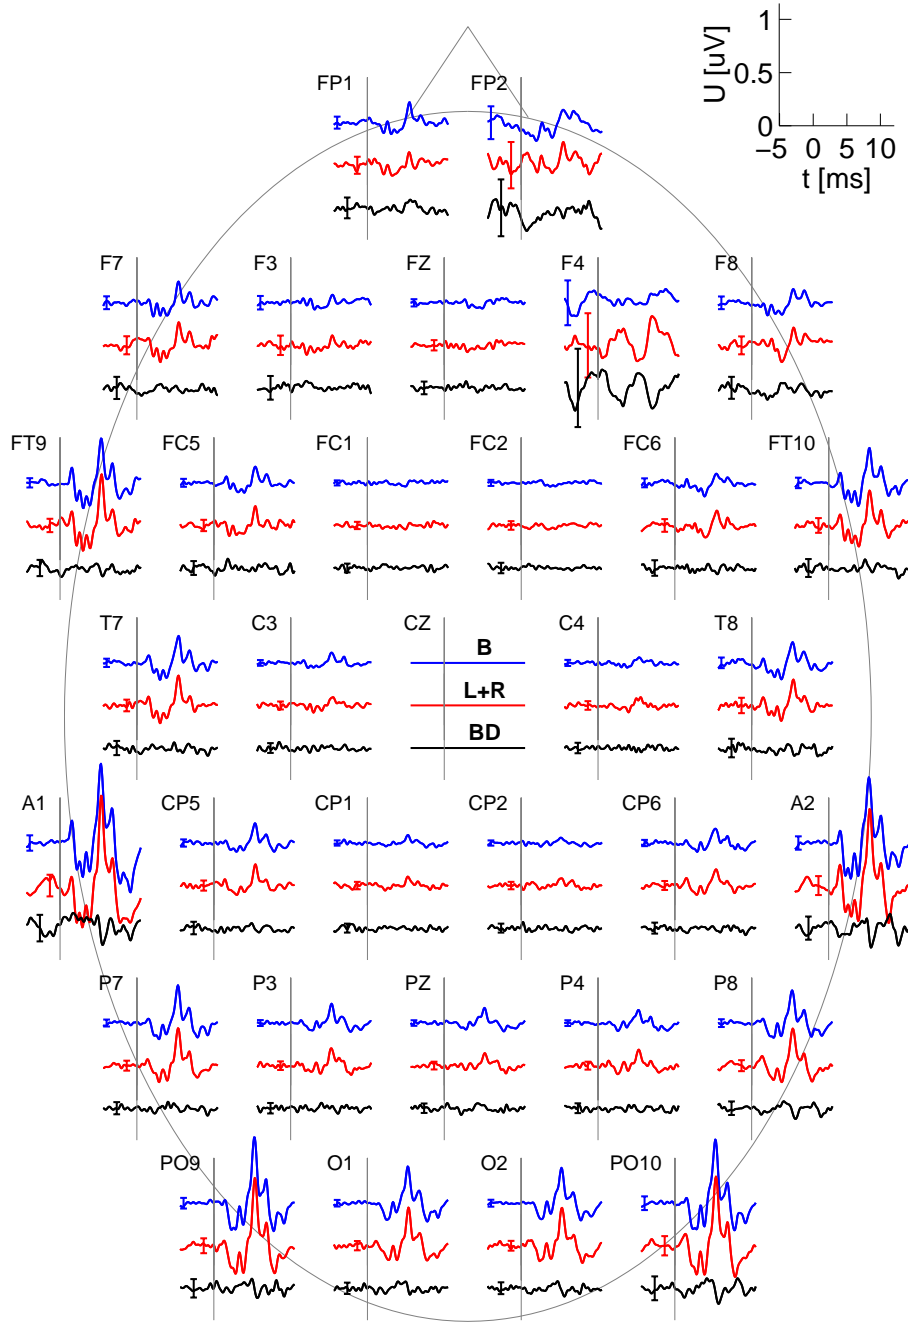 1
U [uV]
0.5
0
−5 0 5 10
t [ms]
FP1 FP2
F7 F3 FZ F4 F8
FT9 FC5 FC1 FC2 FC6 FT10
T7 C3 CZ C4 T8
B
L+R
BD
A1 CP5 CP1 CP2 CP6 A2
P7 P3 PZ P4 P8
PO9 O1 O2 PO10